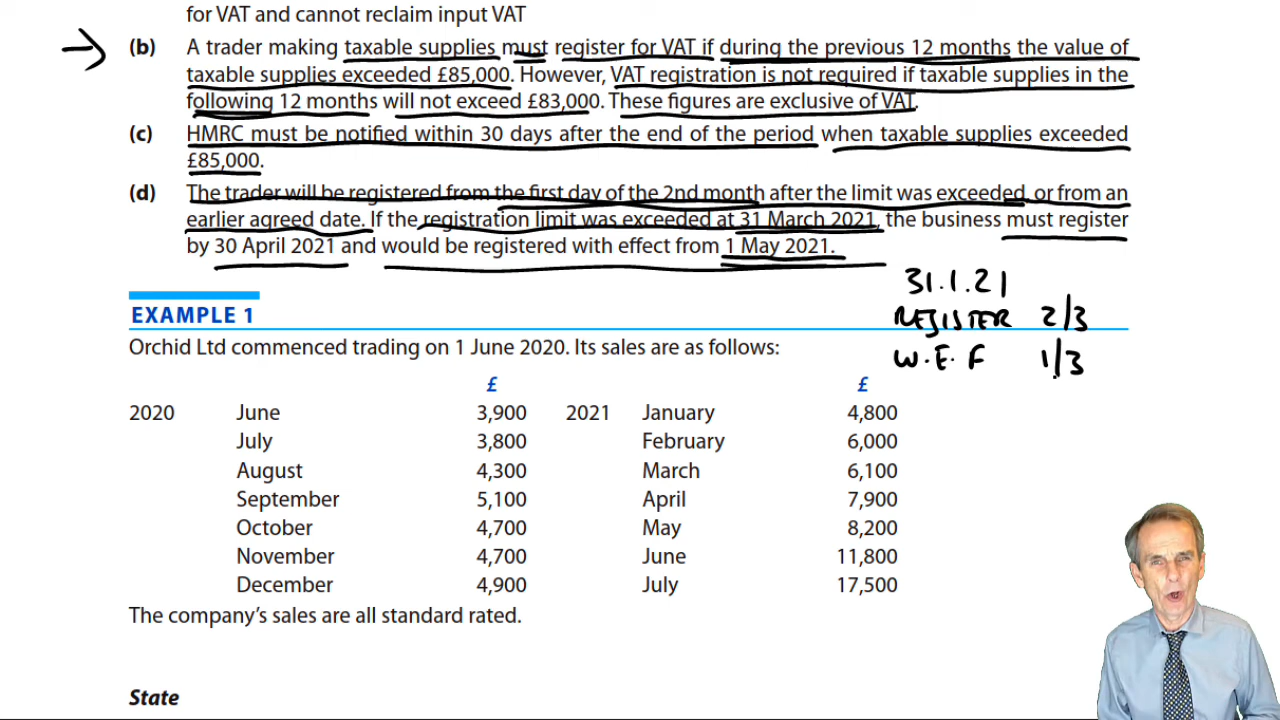 for VAT and cannot reclaim input VAT
(b) A trader making taxable supplies must register for VAT if during the previous 12 months the value of
taxable supplies exceeded £85,000. However, VAT registration is not required if taxable supplies in the
following 12 months will not exceed £83,000. These figures are exclusive of VAT.
(c) HMRC must be notified within 30 days after the end of the period when taxable supplies exceeded
£85,000.
(d) The trader will be registered from the first day of the 2nd month after the limit was exceeded, or from an
earlier agreed date. If the registration limit was exceeded at 31 March 2021, the business must register
by 30 April 2021 and would be registered with effect from 1 May 2021.
31.1.21
REGISTER 2/3
W.E.F 1/3
EXAMPLE 1
Orchid Ltd commenced trading on 1 June 2020. Its sales are as follows:
£ £
2020 June 3,900 2021 January 4,800
July 3,800 February 6,000
August 4,300 March 6,100
September 5,100 April 7,900
October 4,700 May 8,200
November 4,700 June 11,800
December 4,900 July 17,500
The company's sales are all standard rated.
State